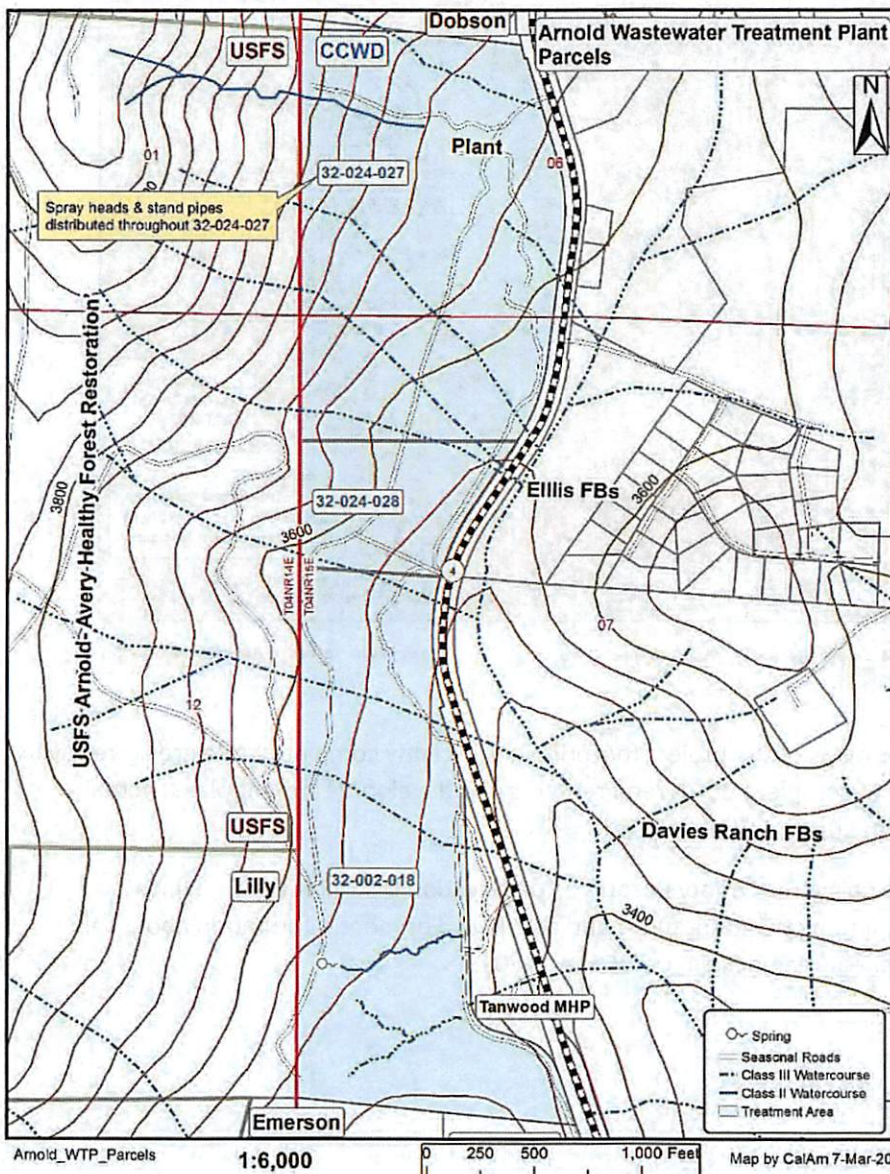 Dobson
Arnold Wastewater Treatment Plant
Parcels
USFS
CCWD
N
Plant
01
06
32-024-027
Spray heads & stand pipes
distributed throughout 32-024-027
USFS-Arnold-Avery-Healthy Forest Restoration
3800
32-024-028
3600
Elllis FBs
3600
T04NR14E
T04NR15E
4
07
12
USFS
Davies Ranch FBs
Lilly
32-002-018
3400
Tanwood MHP
Spring
Seasonal Roads
Class III Watercourse
Class II Watercourse
Treatment Area
Emerson
Arnold_WTP_Parcels
1:6,000
0 250 500 1,000 Feet
Map by CalAm 7-Mar-20